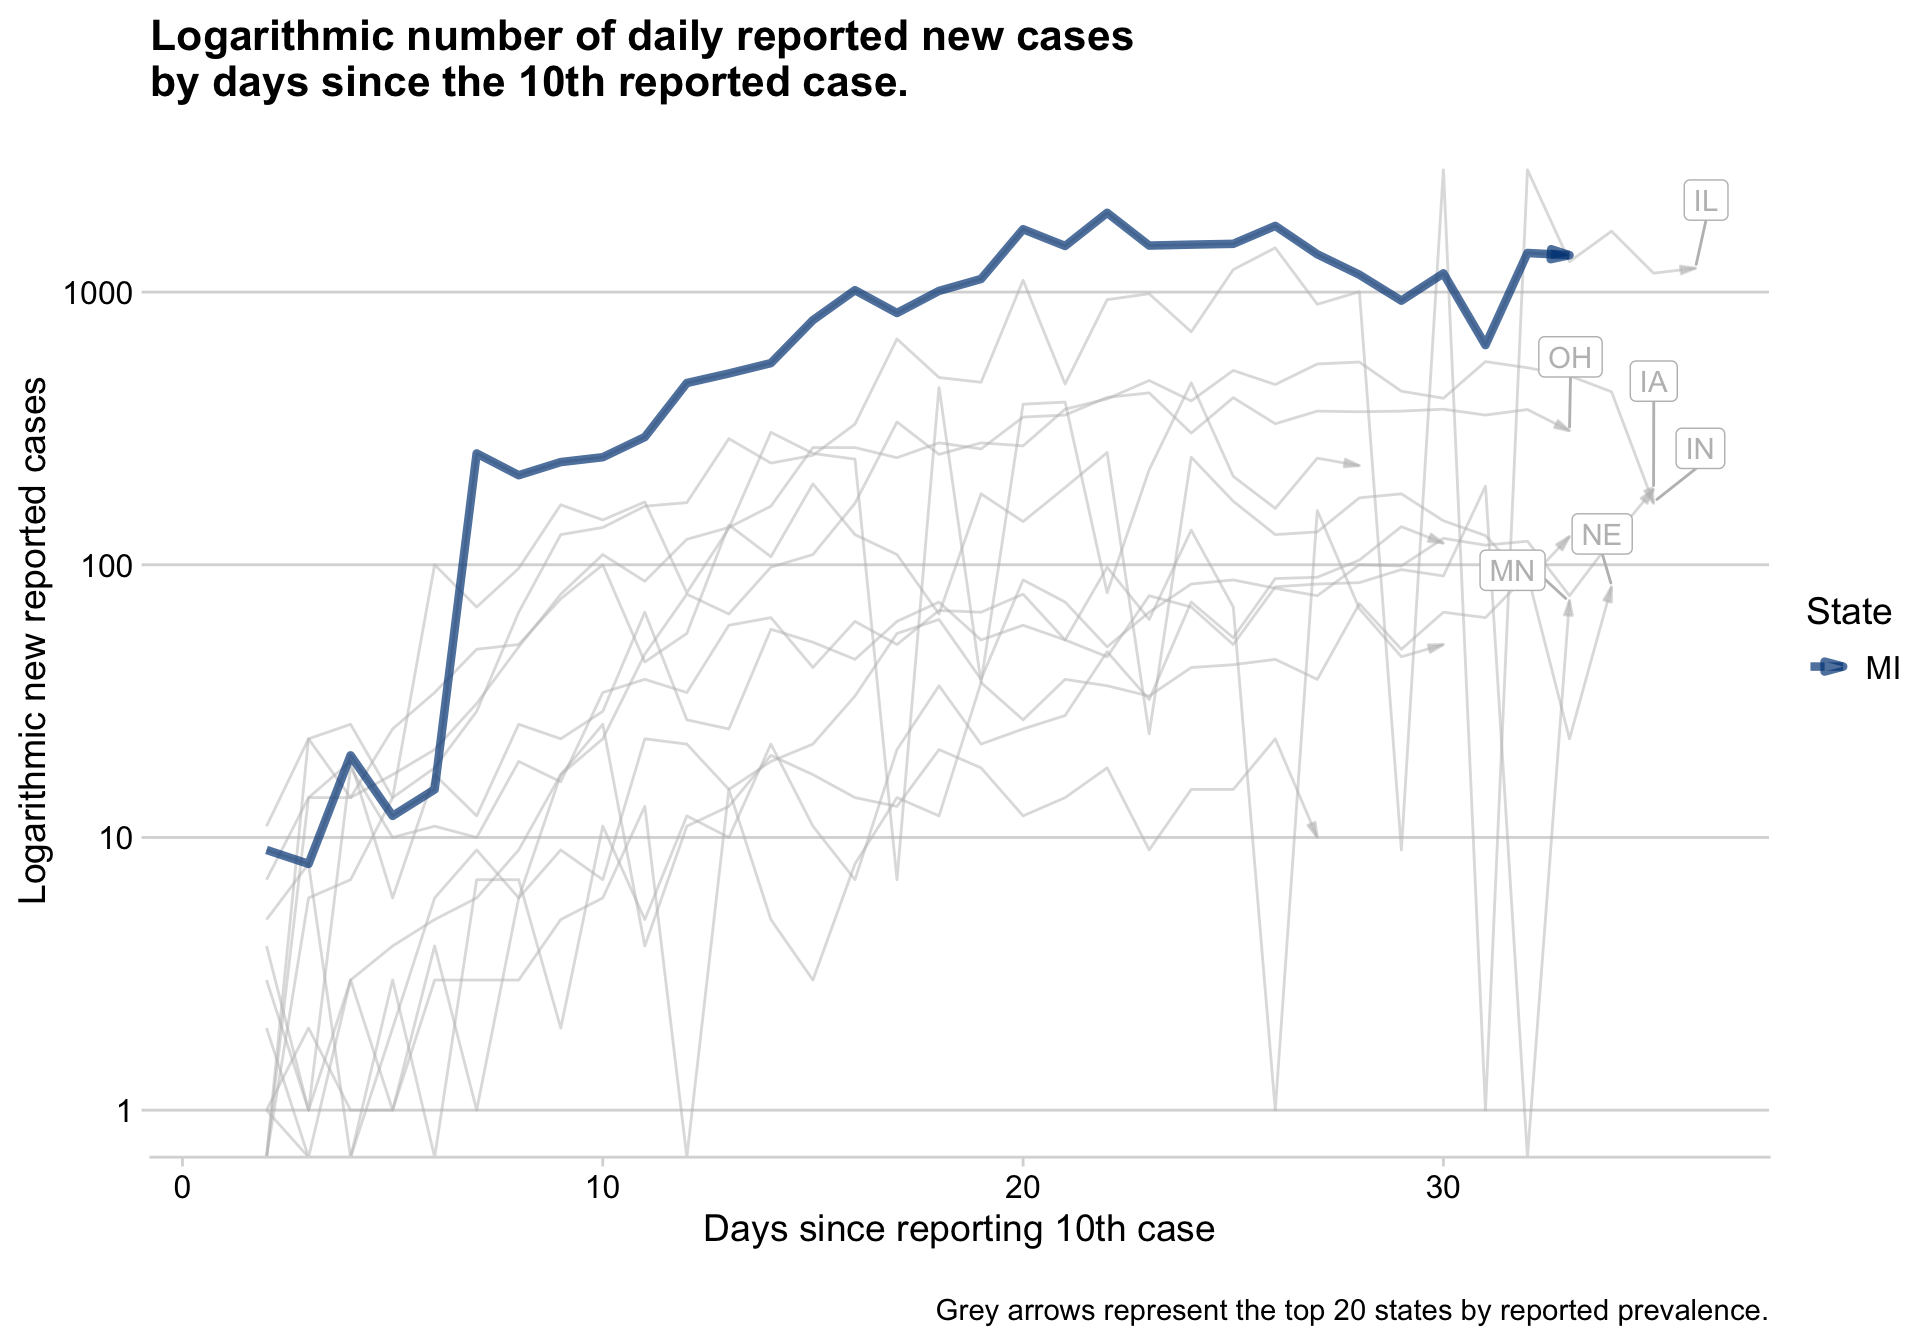 Logarithmic number of daily reported new cases
by days since the 10th reported case.
Logarithmic new reported cases
1000
100
10
1
IL
OH
IA
IN
NE
MN
State
MI
0
10
20
30
Days since reporting 10th case
Grey arrows represent the top 20 states by reported prevalence.